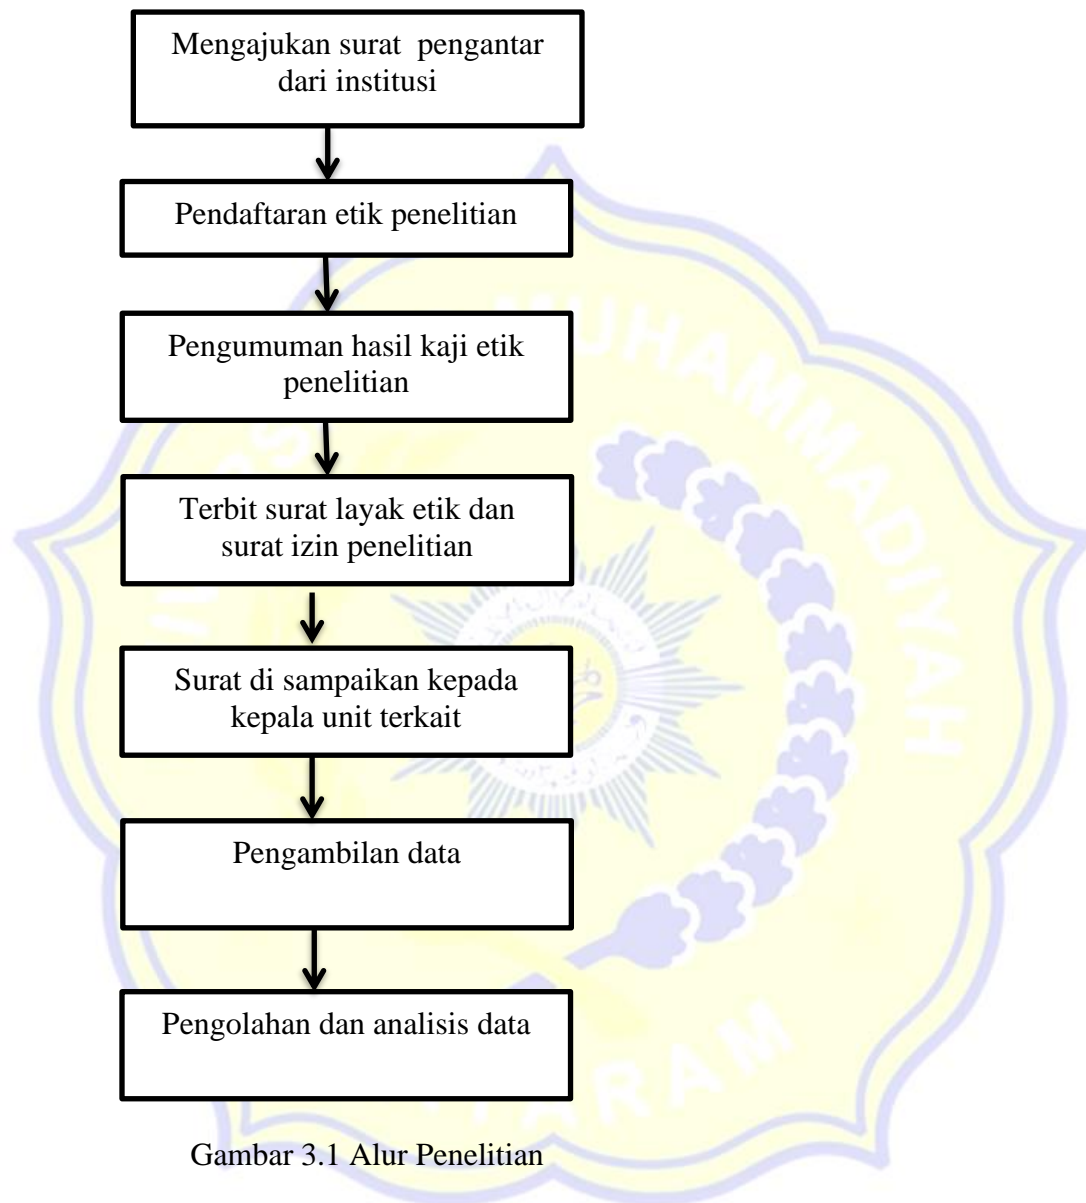 Mengajukan surat  pengantar
dari institusi
Pendaftaran etik penelitian
Pengumuman hasil kaji etik
penelitian
Terbit surat layak etik dan
surat izin penelitian
Surat di sampaikan kepada
kepala unit terkait
Pengambilan data
Pengolahan dan analisis data
Gambar 3.1 Alur Penelitian
MUHAMMADIYAH